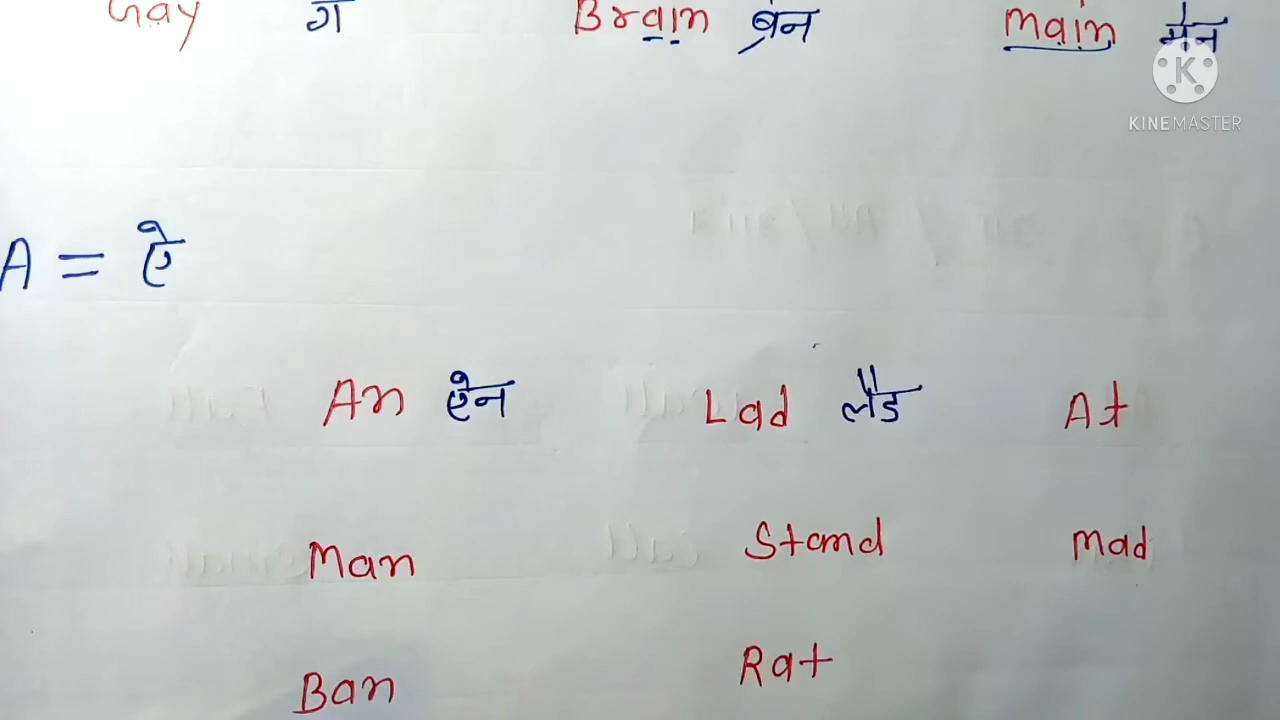 Gay ग Brain ब्रेन Main मेन
KINEMASTER
A = ऐ
An ऐन Lad लैड At
Man Stand Mad
Ban Rat